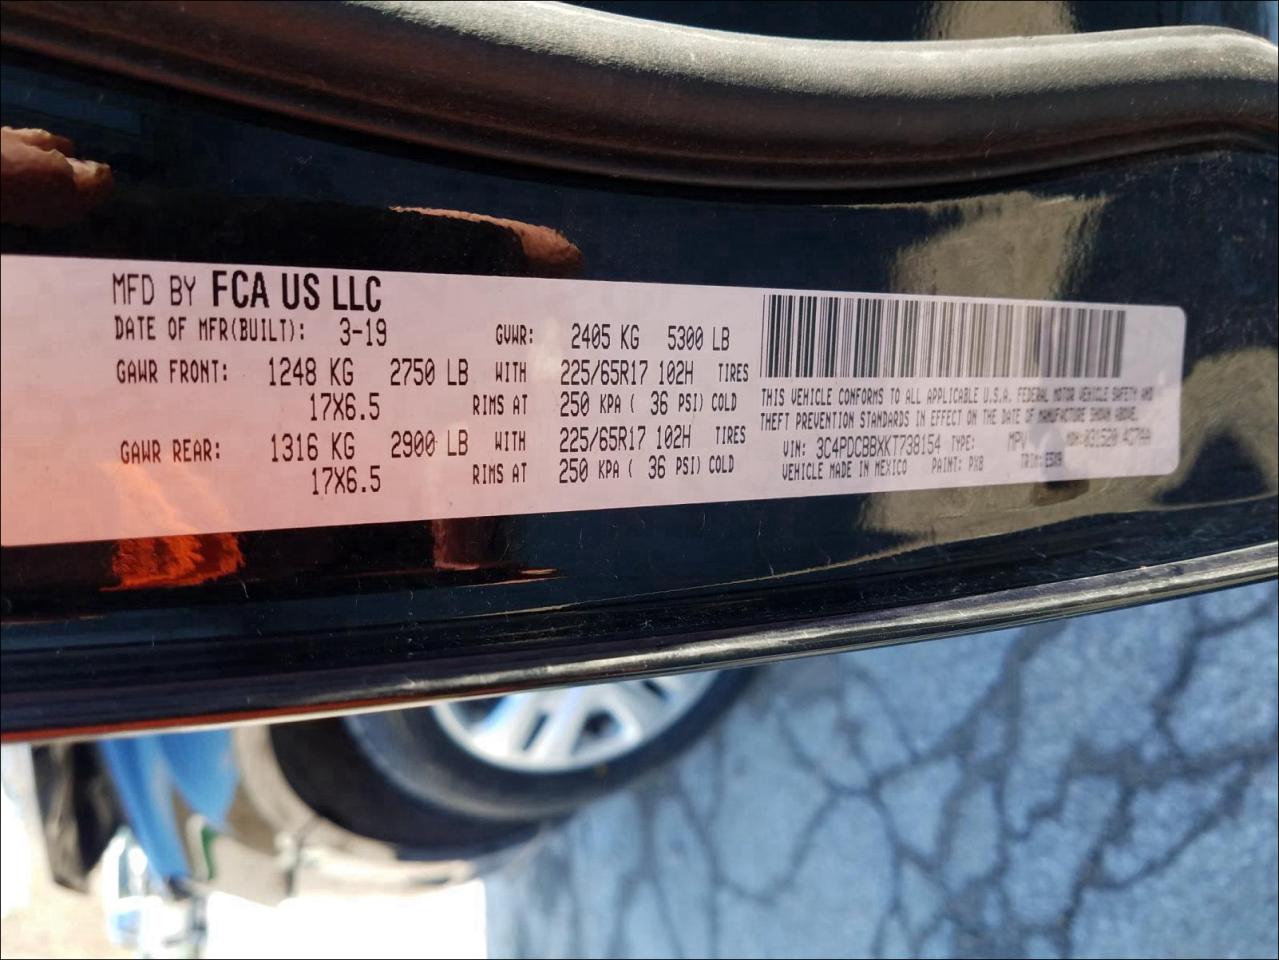 MFD BY FCA US LLC
DATE OF MFR(BUILT): 3-19 GVWR: 2405 KG 5300 LB
GAWR FRONT: 1248 KG 2750 LB WITH 225/65R17 102H TIRES
17X6.5 RIMS AT 250 KPA ( 36 PSI) COLD
GAWR REAR: 1316 KG 2900 LB WITH 225/65R17 102H TIRES
17X6.5 RIMS AT 250 KPA ( 36 PSI) COLD
THIS VEHICLE CONFORMS TO ALL APPLICABLE U.S.A. FEDERAL MOTOR VEHICLE SAFETY AND
THEFT PREVENTION STANDARDS IN EFFECT ON THE DATE OF MANUFACTURE SHOWN ABOVE.
VIN: 3C4PDCBBXKT738154 TYPE: MPV MDH: 031520 
VEHICLE MADE IN MEXICO PAINT: PX8 TRIM: E5X9